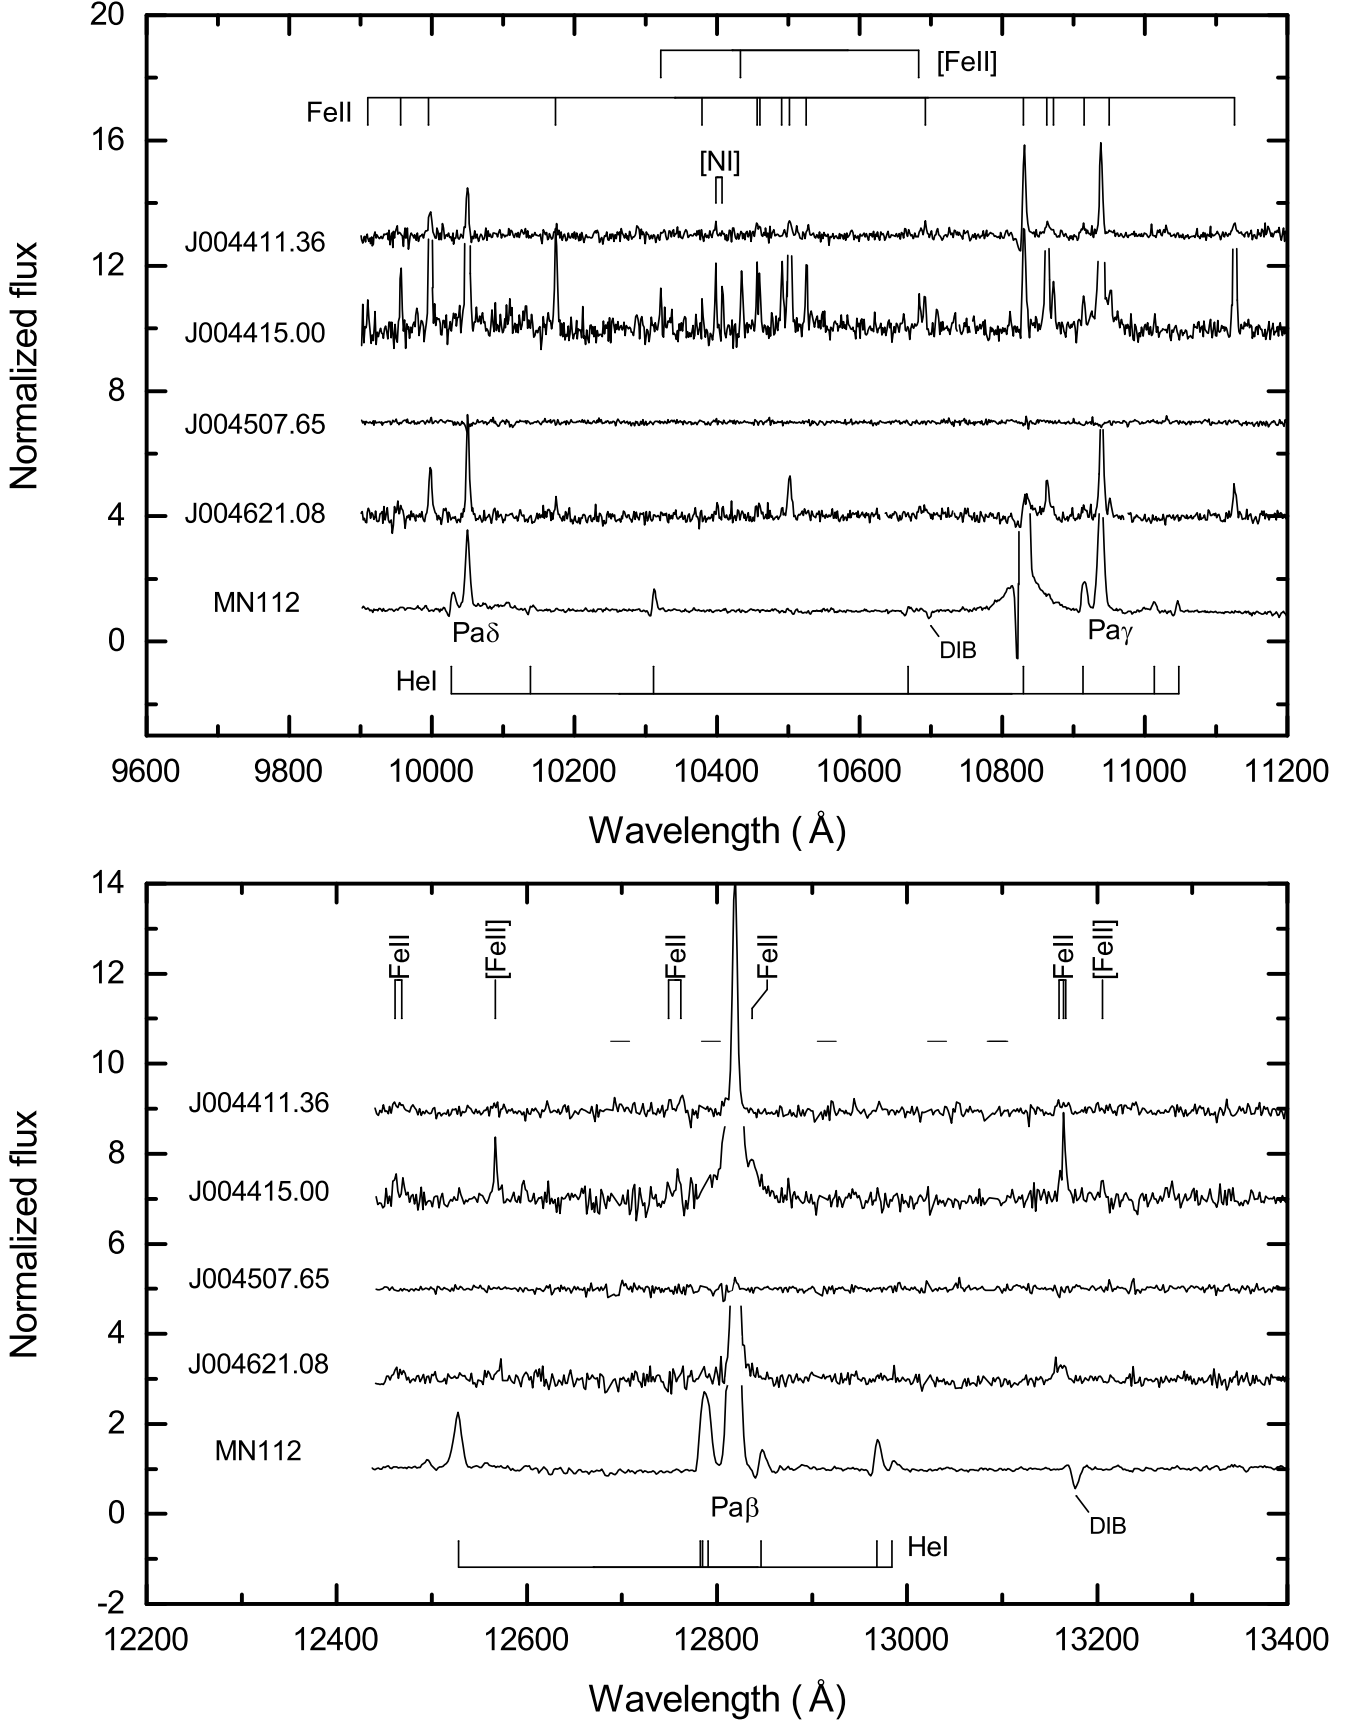 20
16
12
8
4
0
Normalized flux
[FeII]
FeII
[NI]
J004411.36
J004415.00
J004507.65
J004621.08
MN112
Paδ
DIB
Paγ
HeI
9600 9800 10000 10200 10400 10600 10800 11000 11200
Wavelength (Å)
14
12
10
8
6
4
2
0
-2
Normalized flux
FeII [FeII] FeII FeII FeII [FeII]
J004411.36
J004415.00
J004507.65
J004621.08
MN112
Paβ
DIB
HeI
12200 12400 12600 12800 13000 13200 13400
Wavelength (Å)